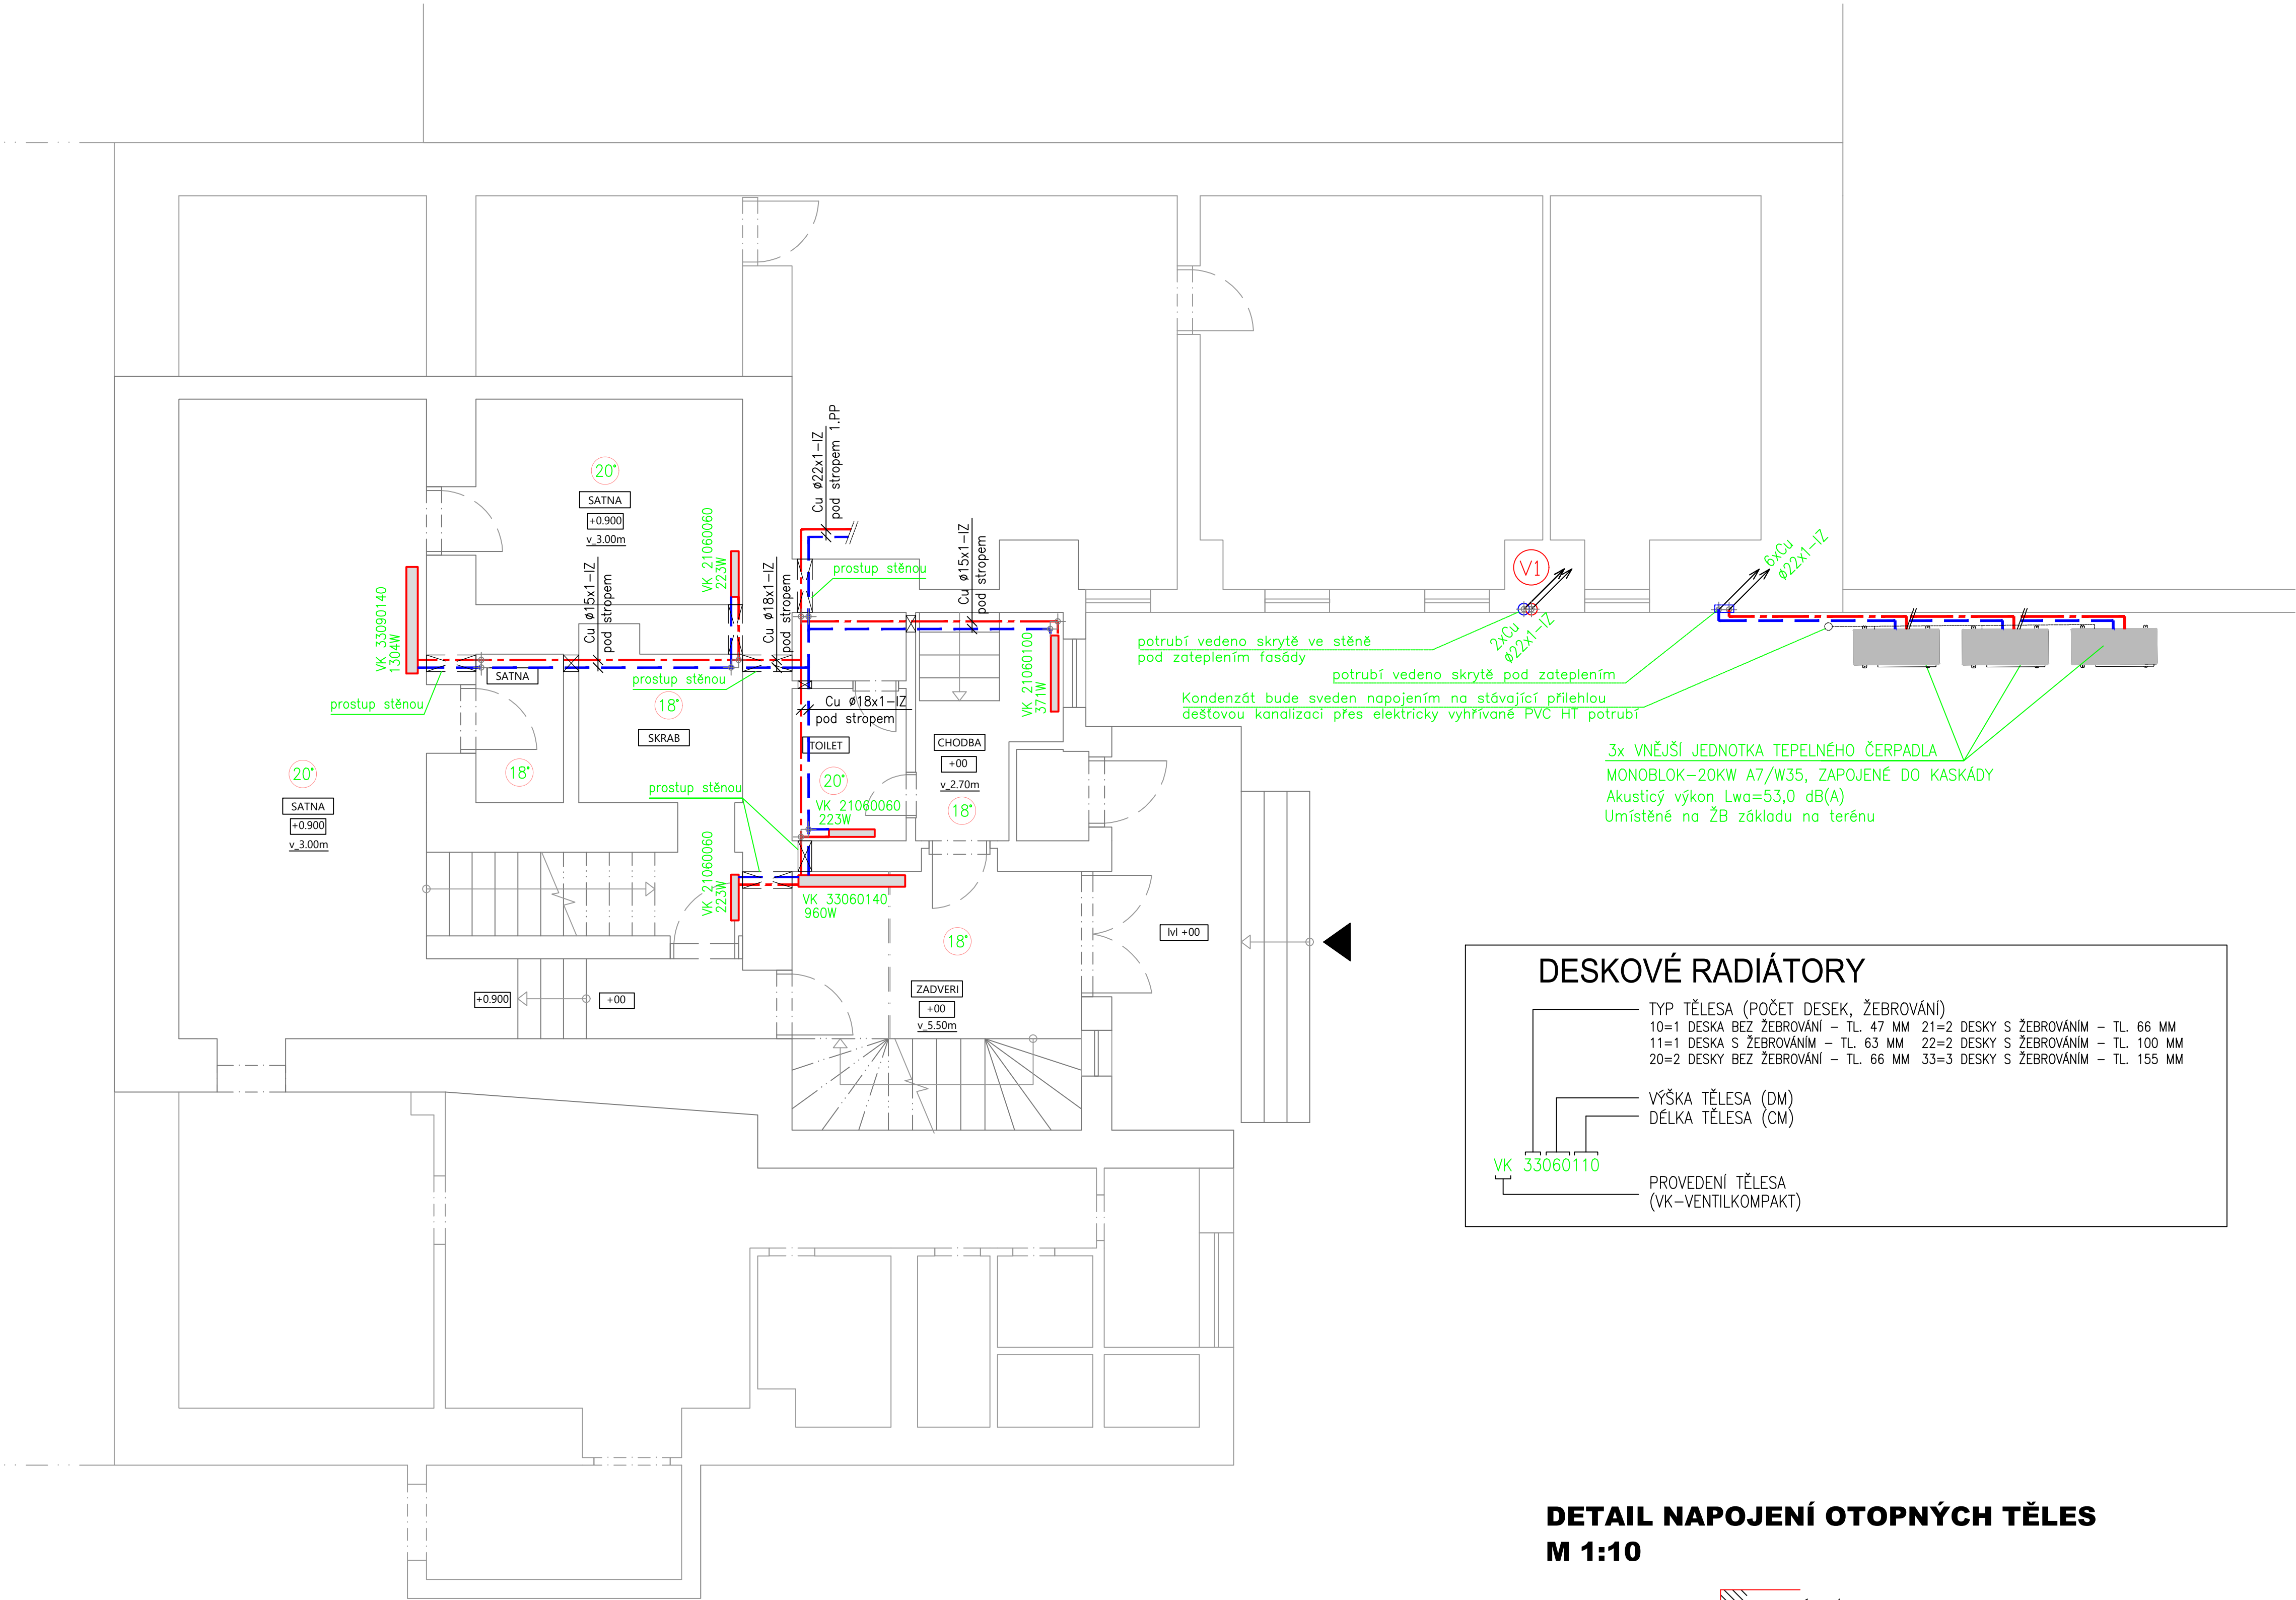 Cu ø22x1-IZ
pod stropem 1.PP
20°
SATNA
+0.900
v_3.00m
VK 21060060
223W
Cu ø15x1-IZ
pod stropem
Cu ø18x1-IZ
pod stropem
prostup stěnou
Cu ø15x1-IZ
pod stropem
VK 33090140
1304W
prostup stěnou
SATNA
18°
prostup stěnou
18°
SKRAB
Cu ø18x1-IZ
pod stropem
TOILET
20°
VK 21060060
223W
VK 21060100
371W
CHODBA
+00
v_2.70m
18°
20°
SATNA
+0.900
v_3.00m
prostup stěnou
VK 21060060
223W
VK 33060140
960W
18°
ZADVERI
+00
v_5.50m
+0.900
+00
lvl +00
V1
2xCu
ø22x1-IZ
6xCu
ø22x1-IZ
potrubí vedeno skrytě ve stěně
pod zateplením fasády
potrubí vedeno skrytě pod zateplením
Kondenzát bude sveden napojením na stávající přilehlou
dešťovou kanalizaci přes elektricky vyhřívané PVC HT potrubí
3x VNĚJŠÍ JEDNOTKA TEPELNÉHO ČERPADLA
MONOBLOK-20KW A7/W35, ZAPOJENÉ DO KASKÁDY
Akusticý výkon Lwa=53,0 dB(A)
Umístěné na ŽB základu na terénu
DESKOVÉ RADIÁTORY
TYP TĚLESA (POČET DESEK, ŽEBROVÁNÍ)
10=1 DESKA BEZ ŽEBROVÁNÍ - TL. 47 MM 21=2 DESKY S ŽEBROVÁNÍM - TL. 66 MM
11=1 DESKA S ŽEBROVÁNÍM - TL. 63 MM 22=2 DESKY S ŽEBROVÁNÍM - TL. 100 MM
20=2 DESKY BEZ ŽEBROVÁNÍ - TL. 66 MM 33=3 DESKY S ŽEBROVÁNÍM - TL. 155 MM
VÝŠKA TĚLESA (DM)
DÉLKA TĚLESA (CM)
VK 33060110
PROVEDENÍ TĚLESA
(VK-VENTILKOMPAKT)
DETAIL NAPOJENÍ OTOPNÝCH TĚLES
M 1:10